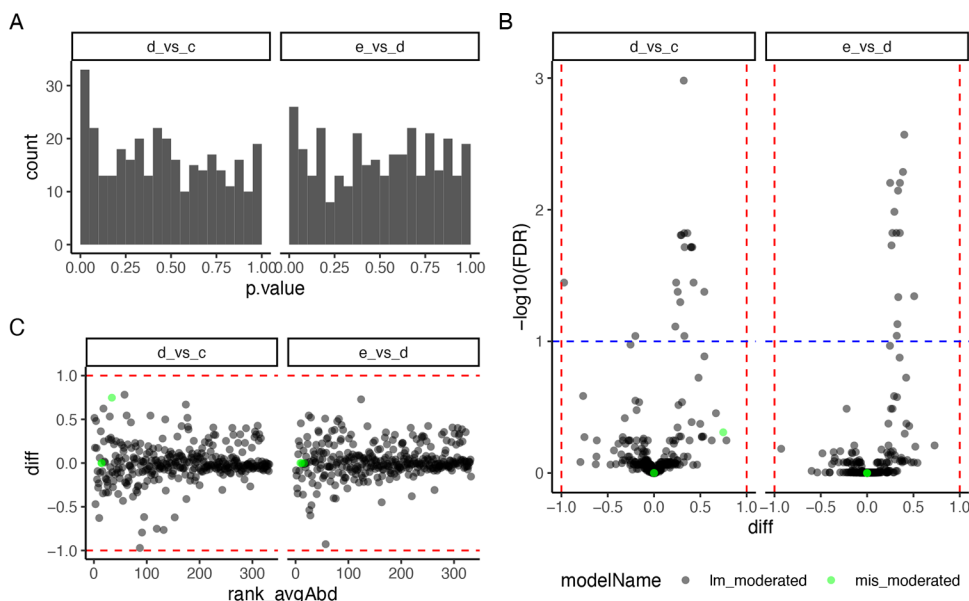 A
d_vs_c e_vs_d
30
20
10
0
count
0.00 0.25 0.50 0.75 1.00 0.00 0.25 0.50 0.75 1.00
p.value
B
d_vs_c e_vs_d
3
2
1
0
−log10(FDR)
−1.0 −0.5 0.0 0.5 1.0 −1.0 −0.5 0.0 0.5 1.0
diff
C
d_vs_c e_vs_d
1.0
0.5
0.0
−0.5
−1.0
diff
0 100 200 300 0 100 200 300
rank_avgAbd
modelName lm_moderated mis_moderated